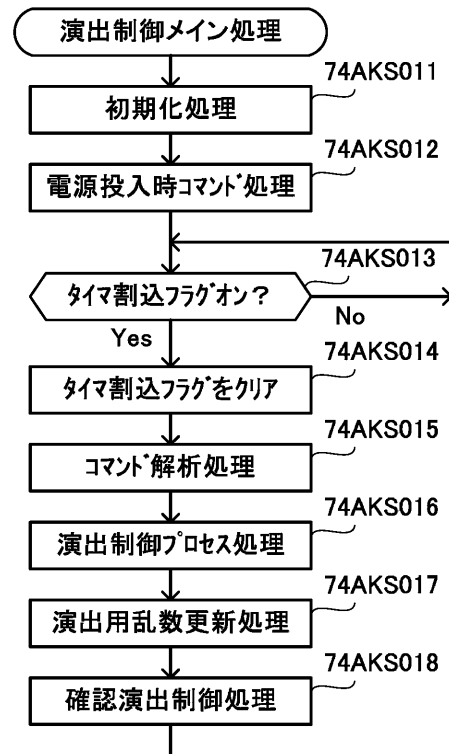 演出制御メイン処理
74AKS011
初期化処理
74AKS012
電源投入時コマンド処理
74AKS013
タイマ割込フラグオン？
No
Yes
74AKS014
タイマ割込フラグをクリア
74AKS015
コマンド解析処理
74AKS016
演出制御プロセス処理
74AKS017
演出用乱数更新処理
74AKS018
確認演出制御処理